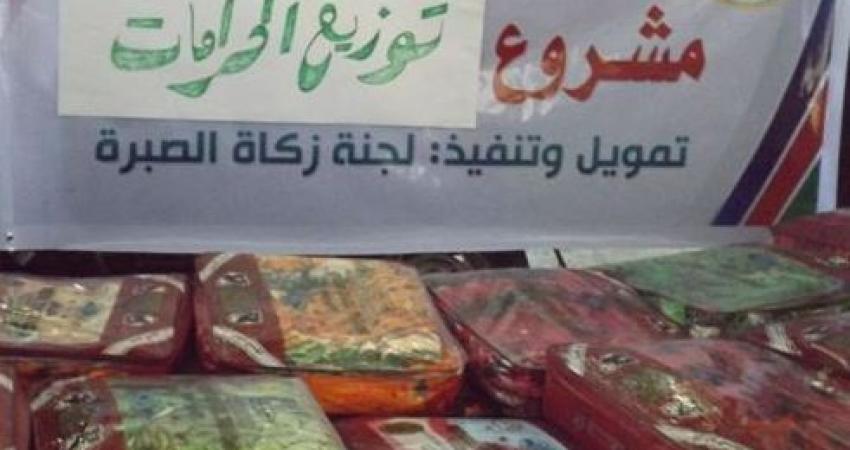 مشروع توزيع الحرامات
تمويل وتنفيذ: لجنة زكاة الصبرة